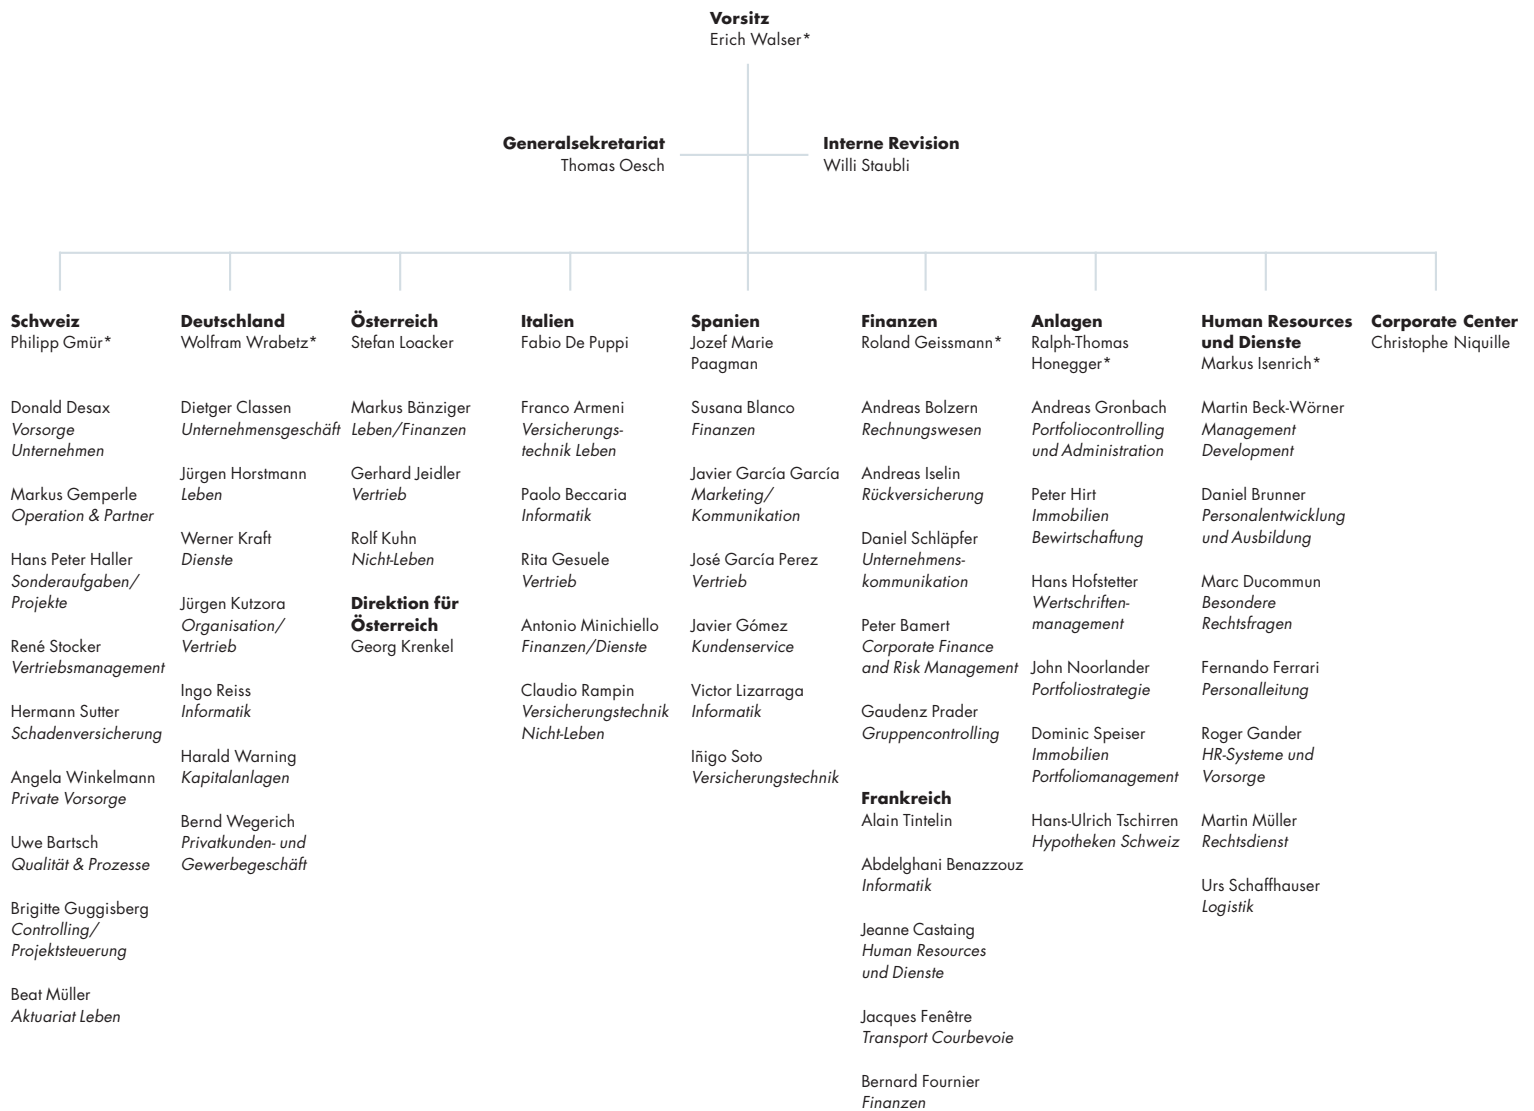 Vorsitz
Erich Walser*
Generalsekretariat
Thomas Oesch
Interne Revision
Willi Staubli
Schweiz
Philipp Gmür*
Donald Desax
Vorsorge
Unternehmen
Markus Gemperle
Operation & Partner
Hans Peter Haller
Sonderaufgaben/
Projekte
René Stocker
Vertriebsmanagement
Hermann Sutter
Schadenversicherung
Angela Winkelmann
Private Vorsorge
Uwe Bartsch
Qualität & Prozesse
Brigitte Guggisberg
Controlling/
Projektsteuerung
Beat Müller
Aktuariat Leben
Deutschland
Wolfram Wrabetz*
Dietger Classen
Unternehmensgeschäft
Jürgen Horstmann
Leben
Werner Kraft
Dienste
Jürgen Kutzora
Organisation/
Vertrieb
Ingo Reiss
Informatik
Harald Warning
Kapitalanlagen
Bernd Wegerich
Privatkunden- und
Gewerbegeschäft
Österreich
Stefan Loacker
Markus Bänziger
Leben/Finanzen
Gerhard Jeidler
Vertrieb
Rolf Kuhn
Nicht-Leben
Direktion für
Österreich
Georg Krenkel
Italien
Fabio De Puppi
Franco Armeni
Versicherungs-
technik Leben
Paolo Beccaria
Informatik
Rita Gesuele
Vertrieb
Antonio Minichiello
Finanzen/Dienste
Claudio Rampin
Versicherungstechnik
Nicht-Leben
Spanien
Jozef Marie
Paagman
Susana Blanco
Finanzen
Javier García García
Marketing/
Kommunikation
José García Perez
Vertrieb
Javier Gómez
Kundenservice
Victor Lizarraga
Informatik
Iñigo Soto
Versicherungstechnik
Finanzen
Roland Geissmann*
Andreas Bolzern
Rechnungswesen
Andreas Iselin
Rückversicherung
Daniel Schläpfer
Unternehmens-
kommunikation
Peter Bamert
Corporate Finance
and Risk Management
Gaudenz Prader
Gruppencontrolling
Frankreich
Alain Tintelin
Abdelghani Benazzouz
Informatik
Jeanne Castaing
Human Resources
und Dienste
Jacques Fenêtre
Transport Courbevoie
Bernard Fournier
Finanzen
Anlagen
Ralph-Thomas
Honegger*
Andreas Gronbach
Portfoliocontrolling
und Administration
Peter Hirt
Immobilien
Bewirtschaftung
Hans Hofstetter
Wertschriften-
management
John Noorlander
Portfoliostrategie
Dominic Speiser
Immobilien
Portfoliomanagement
Hans-Ulrich Tschirren
Hypotheken Schweiz
Human Resources
und Dienste
Markus Isenrich*
Martin Beck-Wörner
Management
Development
Daniel Brunner
Personalentwicklung
und Ausbildung
Marc Ducommun
Besondere
Rechtsfragen
Fernando Ferrari
Personalleitung
Roger Gander
HR-Systeme und
Vorsorge
Martin Müller
Rechtsdienst
Urs Schaffhauser
Logistik
Corporate Center
Christophe Niquille